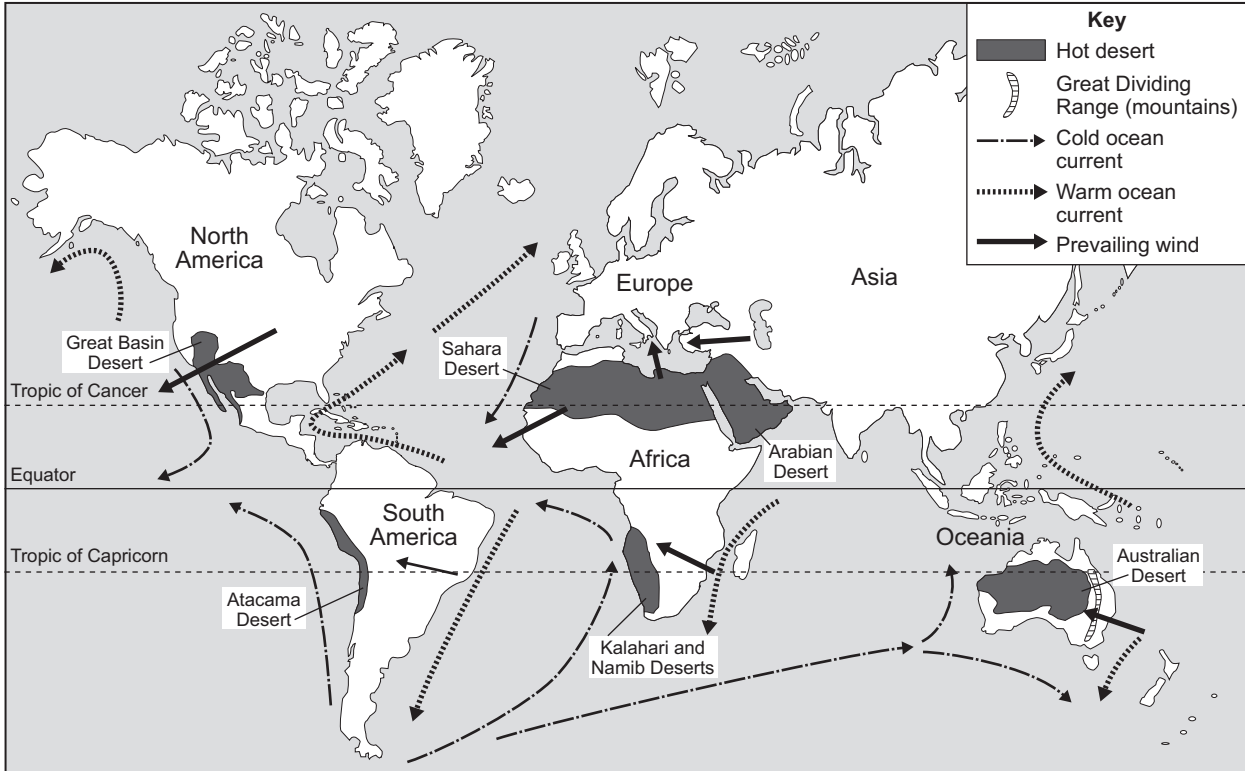 Key
Hot desert
Great Dividing
Range (mountains)
Cold ocean
current
Warm ocean
current
Prevailing wind
North
America
Europe
Asia
Great Basin
Desert
Sahara
Desert
Tropic of Cancer
Africa
Arabian
Desert
Equator
South
America
Oceania
Tropic of Capricorn
Australian
Desert
Atacama
Desert
Kalahari and
Namib Deserts